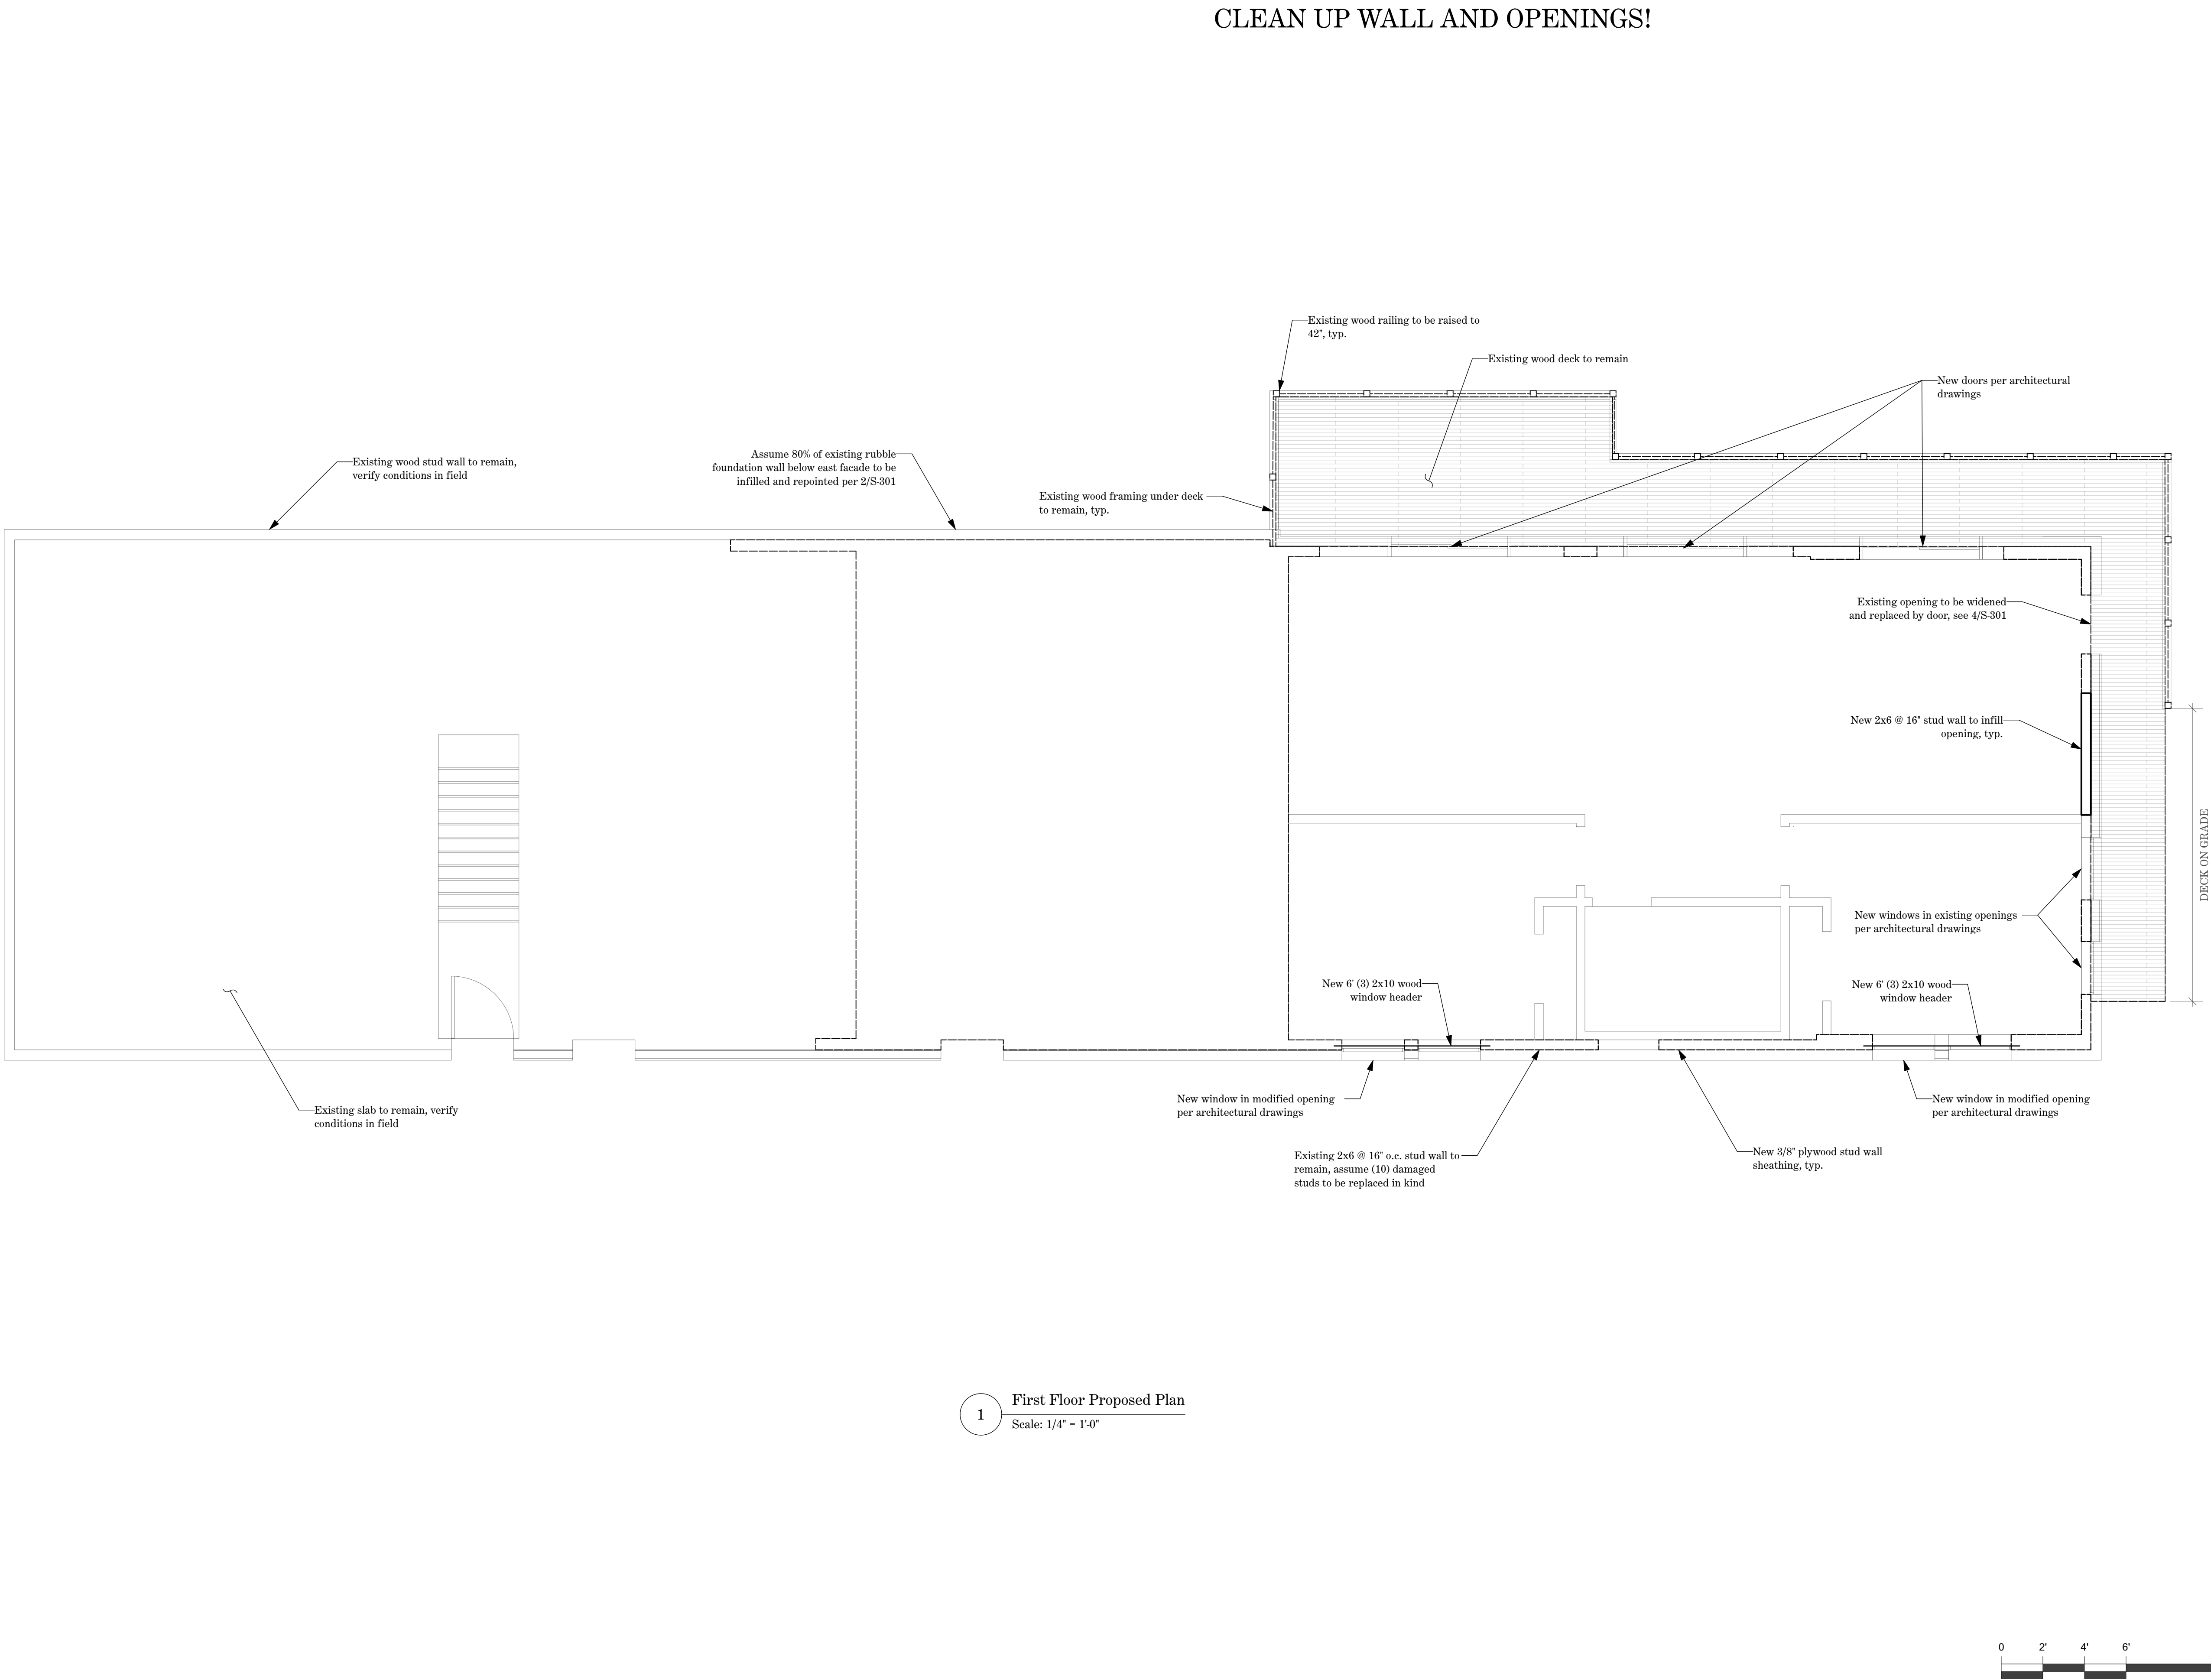 CLEAN UP WALL AND OPENINGS!
Existing wood railing to be raised to
42", typ.
Existing wood deck to remain
New doors per architectural
drawings
Existing wood stud wall to remain,
verify conditions in field
Assume 80% of existing rubble
foundation wall below east facade to be
infilled and repointed per 2/S-301
Existing wood framing under deck
to remain, typ.
Existing opening to be widened
and replaced by door, see 4/S-301
New 2x6 @ 16" stud wall to infill
opening, typ.
DECK ON GRADE
New windows in existing openings
per architectural drawings
New 6' (3) 2x10 wood
window header
New 6' (3) 2x10 wood
window header
Existing slab to remain, verify
conditions in field
New window in modified opening
per architectural drawings
New window in modified opening
per architectural drawings
Existing 2x6 @ 16" o.c. stud wall to
remain, assume (10) damaged
studs to be replaced in kind
New 3/8" plywood stud wall
sheathing, typ.
1
First Floor Proposed Plan
Scale: 1/4" = 1'-0"
0 2' 4' 6'